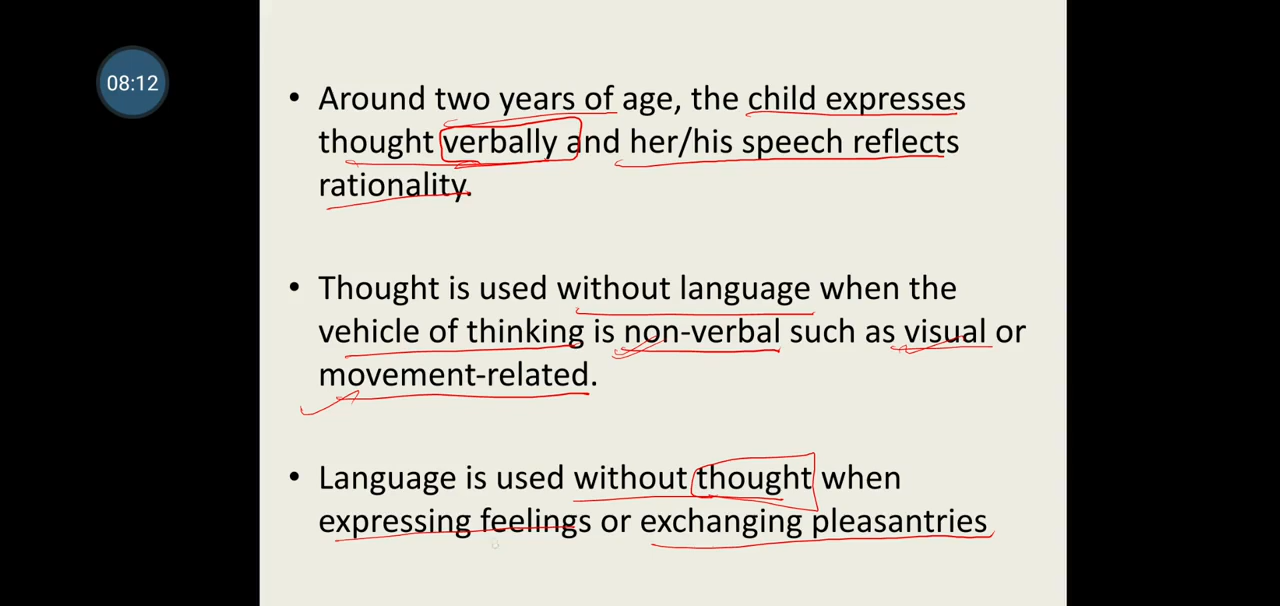 08:12
• Around two years of age, the child expresses
thought verbally and her/his speech reflects
rationality.
• Thought is used without language when the
vehicle of thinking is non-verbal such as visual or
movement-related.
• Language is used without thought when
expressing feelings or exchanging pleasantries